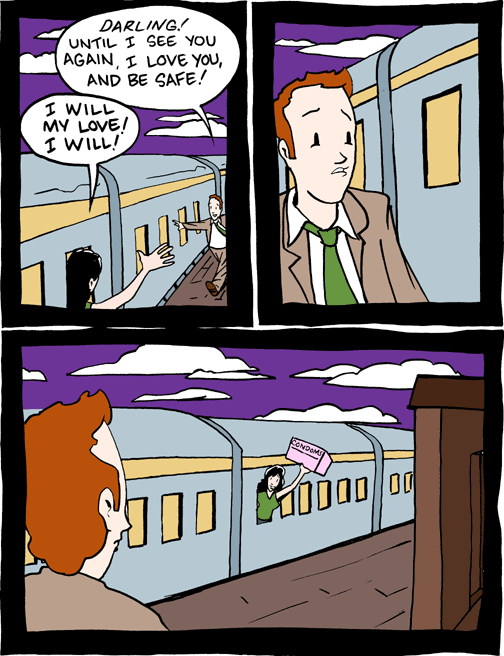 DARLING!
UNTIL I SEE YOU
AGAIN, I LOVE YOU,
AND BE SAFE!
I WILL
MY LOVE!
I WILL!
CONDOMS